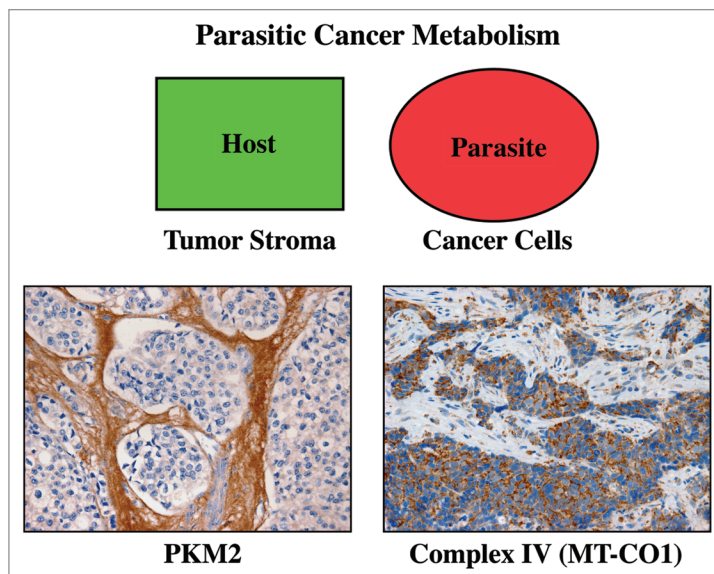 Parasitic Cancer Metabolism
Host
Parasite
Tumor Stroma
Cancer Cells
PKM2
Complex IV (MT-CO1)